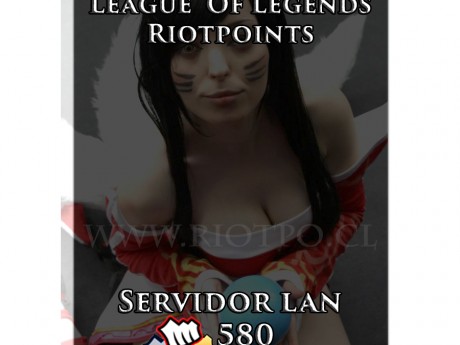 League Of Legends
Riotpoints
www.riotpo.cl
Servidor LAN
580